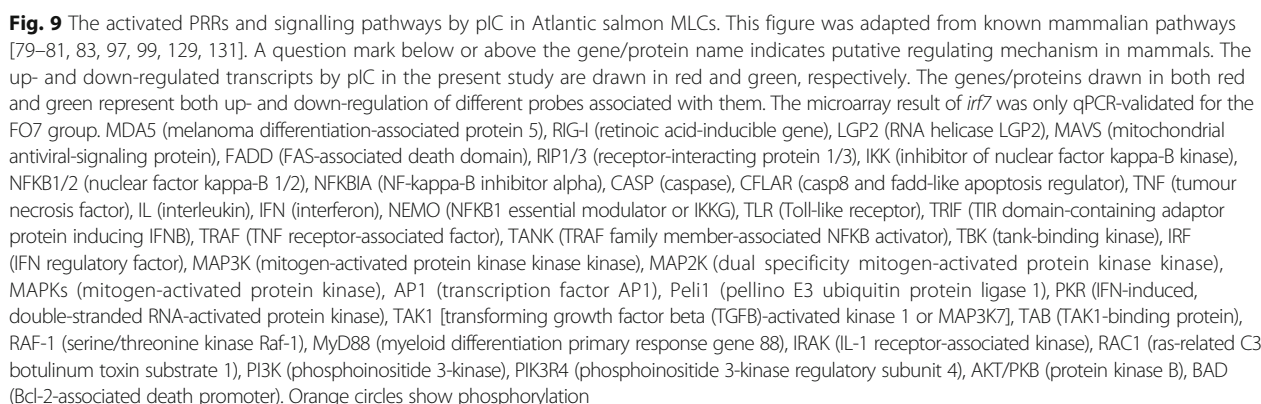 Fig. 9 The activated PRRs and signalling pathways by pIC in Atlantic salmon MLCs. This figure was adapted from known mammalian pathways
[79–81, 83, 97, 99, 129, 131]. A question mark below or above the gene/protein name indicates putative regulating mechanism in mammals. The
up- and down-regulated transcripts by pIC in the present study are drawn in red and green, respectively. The genes/proteins drawn in both red
and green represent both up- and down-regulation of different probes associated with them. The microarray result of irf7 was only qPCR-validated for the
FO7 group. MDA5 (melanoma differentiation-associated protein 5), RIG-I (retinoic acid-inducible gene), LGP2 (RNA helicase LGP2), MAVS (mitochondrial
antiviral-signaling protein), FADD (FAS-associated death domain), RIP1/3 (receptor-interacting protein 1/3), IKK (inhibitor of nuclear factor kappa-B kinase),
NFKB1/2 (nuclear factor kappa-B 1/2), NFKBIA (NF-kappa-B inhibitor alpha), CASP (caspase), CFLAR (casp8 and fadd-like apoptosis regulator), TNF (tumour
necrosis factor), IL (interleukin), IFN (interferon), NEMO (NFKB1 essential modulator or IKKG), TLR (Toll-like receptor), TRIF (TIR domain-containing adaptor
protein inducing IFNB), TRAF (TNF receptor-associated factor), TANK (TRAF family member-associated NFKB activator), TBK (tank-binding kinase), IRF
(IFN regulatory factor), MAP3K (mitogen-activated protein kinase kinase kinase), MAP2K (dual specificity mitogen-activated protein kinase kinase),
MAPKs (mitogen-activated protein kinase), AP1 (transcription factor AP1), Peli1 (pellino E3 ubiquitin protein ligase 1), PKR (IFN-induced,
double-stranded RNA-activated protein kinase), TAK1 [transforming growth factor beta (TGFB)-activated kinase 1 or MAP3K7], TAB (TAK1-binding protein),
RAF-1 (serine/threonine kinase Raf-1), MyD88 (myeloid differentiation primary response gene 88), IRAK (IL-1 receptor-associated kinase), RAC1 (ras-related C3
botulinum toxin substrate 1), PI3K (phosphoinositide 3-kinase), PIK3R4 (phosphoinositide 3-kinase regulatory subunit 4), AKT/PKB (protein kinase B), BAD
(Bcl-2-associated death promoter). Orange circles show phosphorylation